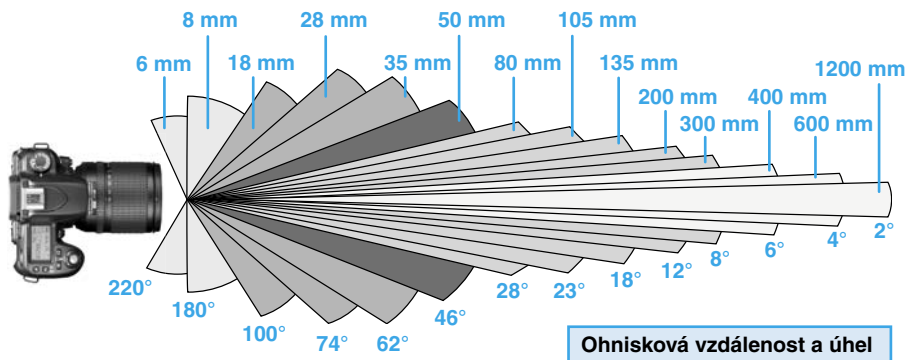 8 mm
28 mm
50 mm
105 mm
6 mm
18 mm
35 mm
80 mm
135 mm
1200 mm
200 mm
400 mm
300 mm
600 mm
220°
180°
100°
74°
62°
46°
28°
23°
18°
12°
8°
6°
4°
2°
Ohnisková vzdálenost a úhel